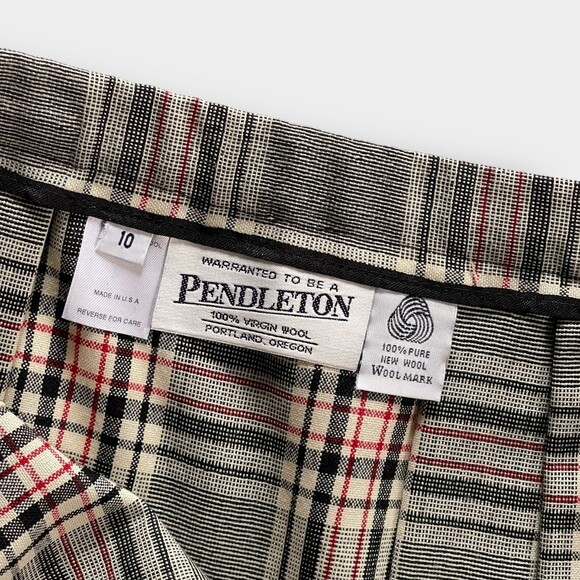 10
MADE IN U.S.A
REVERSE FOR CARE
WARRANTED TO BE A
PENDLETON
100% VIRGIN WOOL
PORTLAND, OREGON
100% PURE
NEW WOOL
WOOLMARK